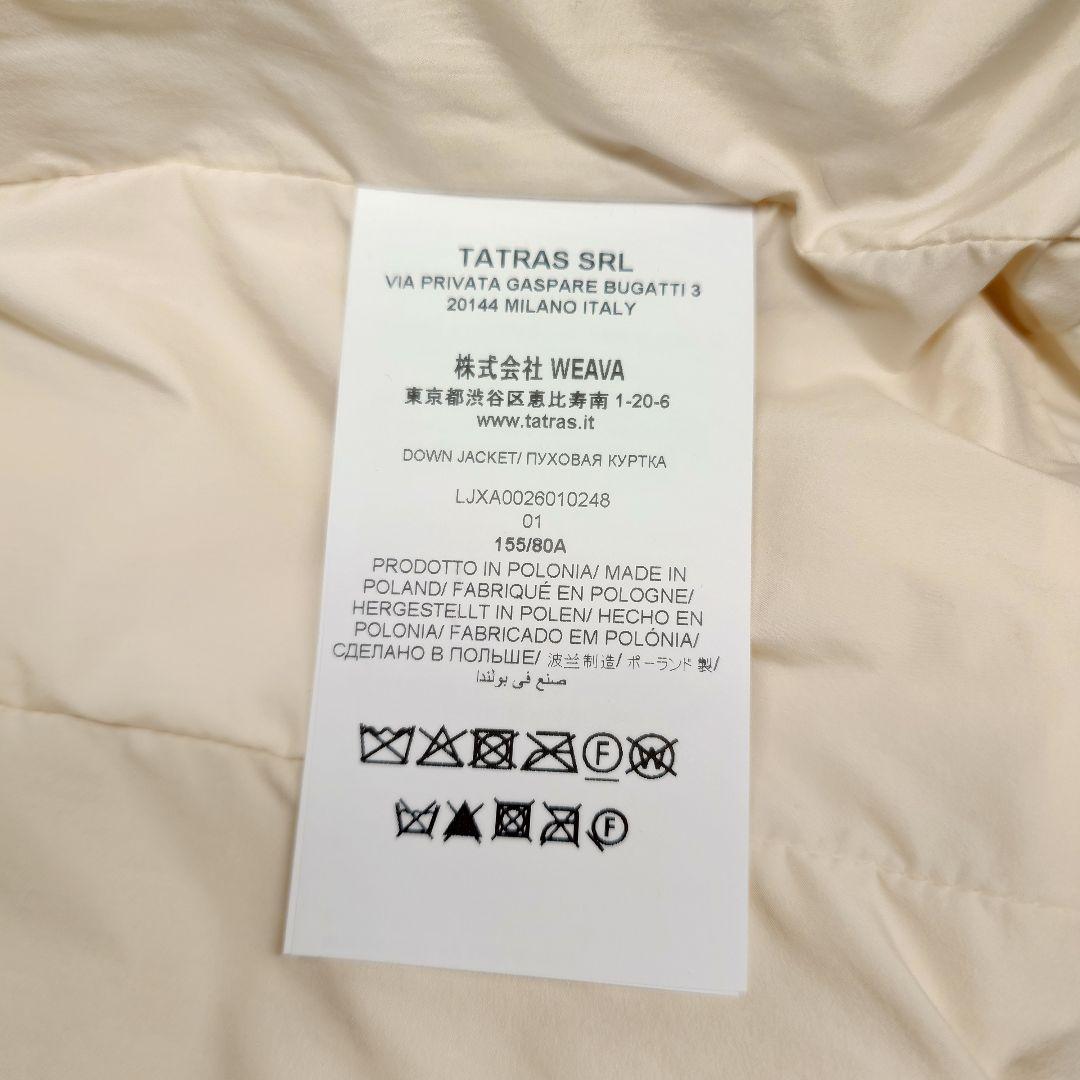 TATRAS SRL
VIA PRIVATA GASPARE BUGATTI 3
20144 MILANO ITALY
株式会社 WEAVA
東京都渋谷区恵比寿南 1-20-6
www.tatras.it
DOWN JACKET/ ПУХОВАЯ КУРТКА
LJXA0026010248
01
155/80A
PRODOTTO IN POLONIA/ MADE IN
POLAND/ FABRIQUÉ EN POLOGNE/
HERGESTELLT IN POLEN/ HECHO EN
POLONIA/ FABRICADO EM POLÓNIA/
СДЕЛАНО В ПОЛЬШЕ/ 波兰制造/ ポーランド製/
صنع في بولندا
F W
F